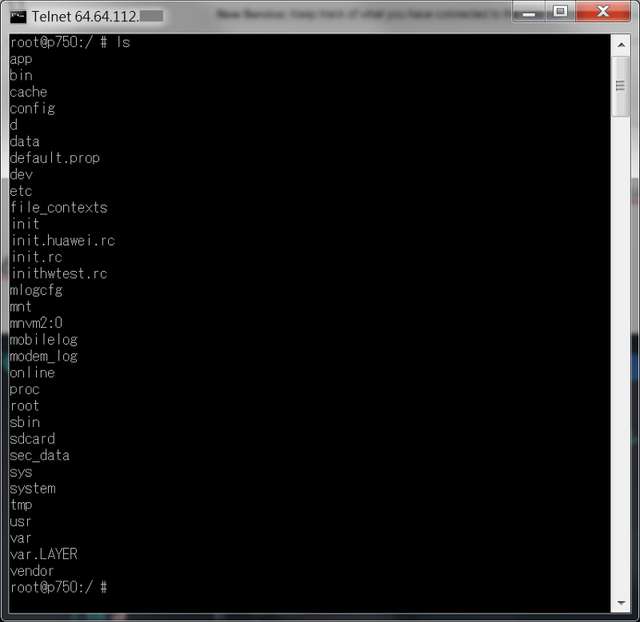 Telnet 64.64.112.
root@p750:/ # ls
app
bin
cache
config
d
data
default.prop
dev
etc
file_contexts
init
init.huawei.rc
init.rc
inithwtest.rc
mlogcfg
mnt
mnvm2:0
mobilelog
modem_log
online
proc
root
sbin
sdcard
sec_data
sys
system
tmp
usr
var
var.LAYER
vendor
root@p750:/ #